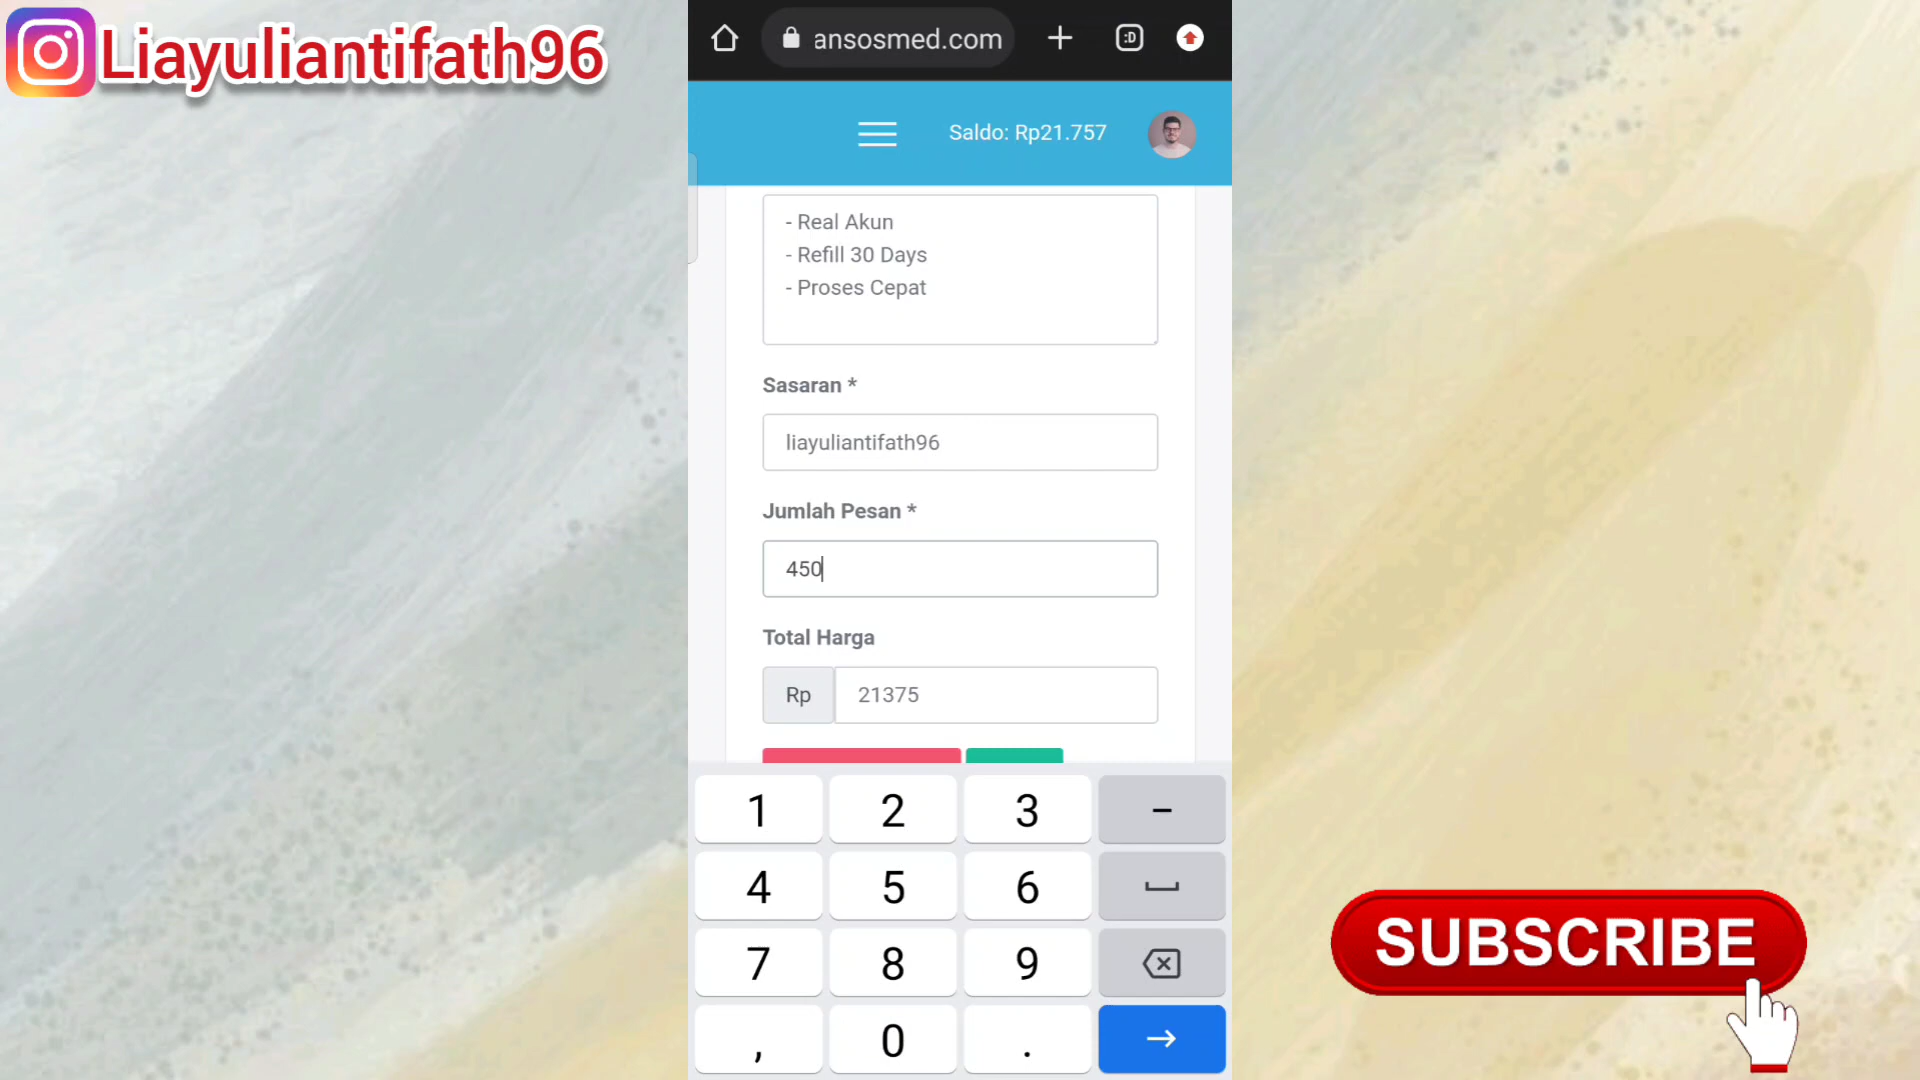 Liayuliantifath96
ansosmed.com
:D
Saldo: Rp21.757
- Real Akun
- Refill 30 Days
- Proses Cepat
Sasaran *
liayuliantifath96
Jumlah Pesan *
450
Total Harga
Rp 21375
1 2 3 -
4 5 6
7 8 9
, 0 .
SUBSCRIBE